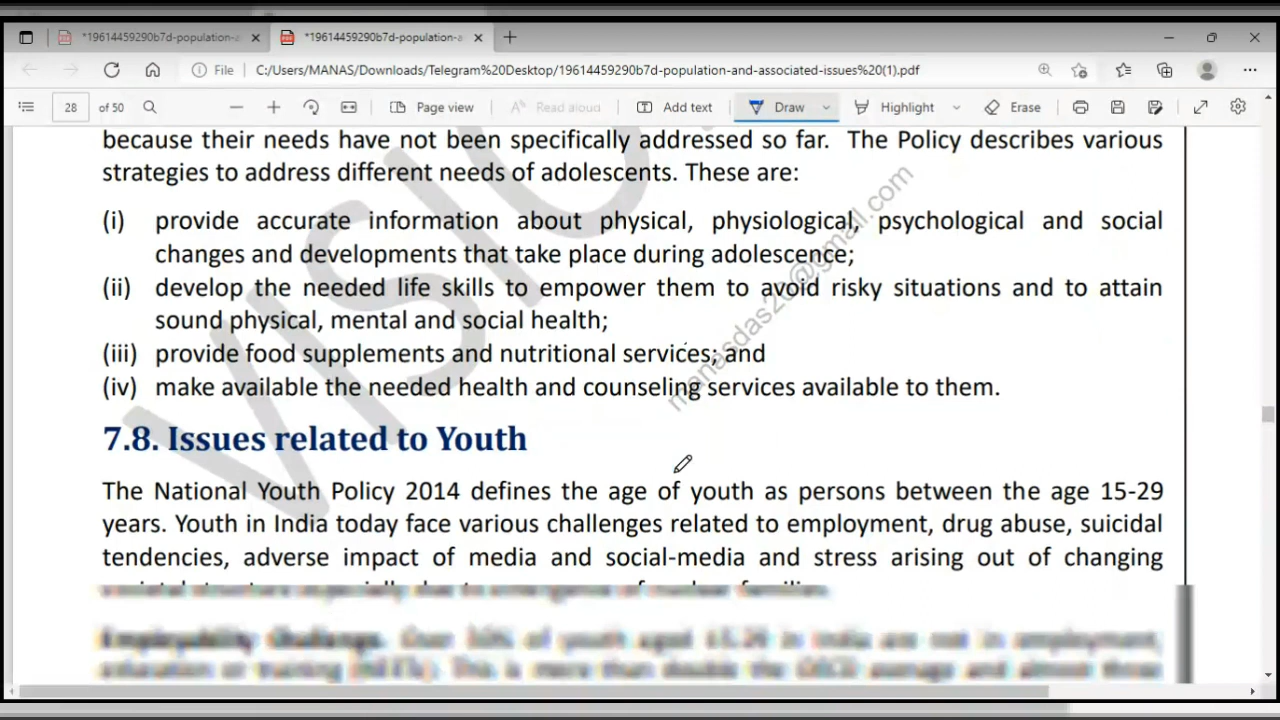 *19614459290b7d-population-a
*19614459290b7d-population-a
File C:/Users/MANAS/Downloads/Telegram%20Desktop/19614459290b7d-population-and-associated-issues%20(1).pdf
28 of 50 Page view Read aloud Add text Draw Highlight Erase
because their needs have not been specifically addressed so far. The Policy describes various
strategies to address different needs of adolescents. These are:
(i) provide accurate information about physical, physiological, psychological and social
changes and developments that take place during adolescence;
(ii) develop the needed life skills to empower them to avoid risky situations and to attain
sound physical, mental and social health;
(iii) provide food supplements and nutritional services; and
(iv) make available the needed health and counseling services available to them.
manasdas20@gmail.com
7.8. Issues related to Youth
The National Youth Policy 2014 defines the age of youth as persons between the age 15-29
years. Youth in India today face various challenges related to employment, drug abuse, suicidal
tendencies, adverse impact of media and social-media and stress arising out of changing